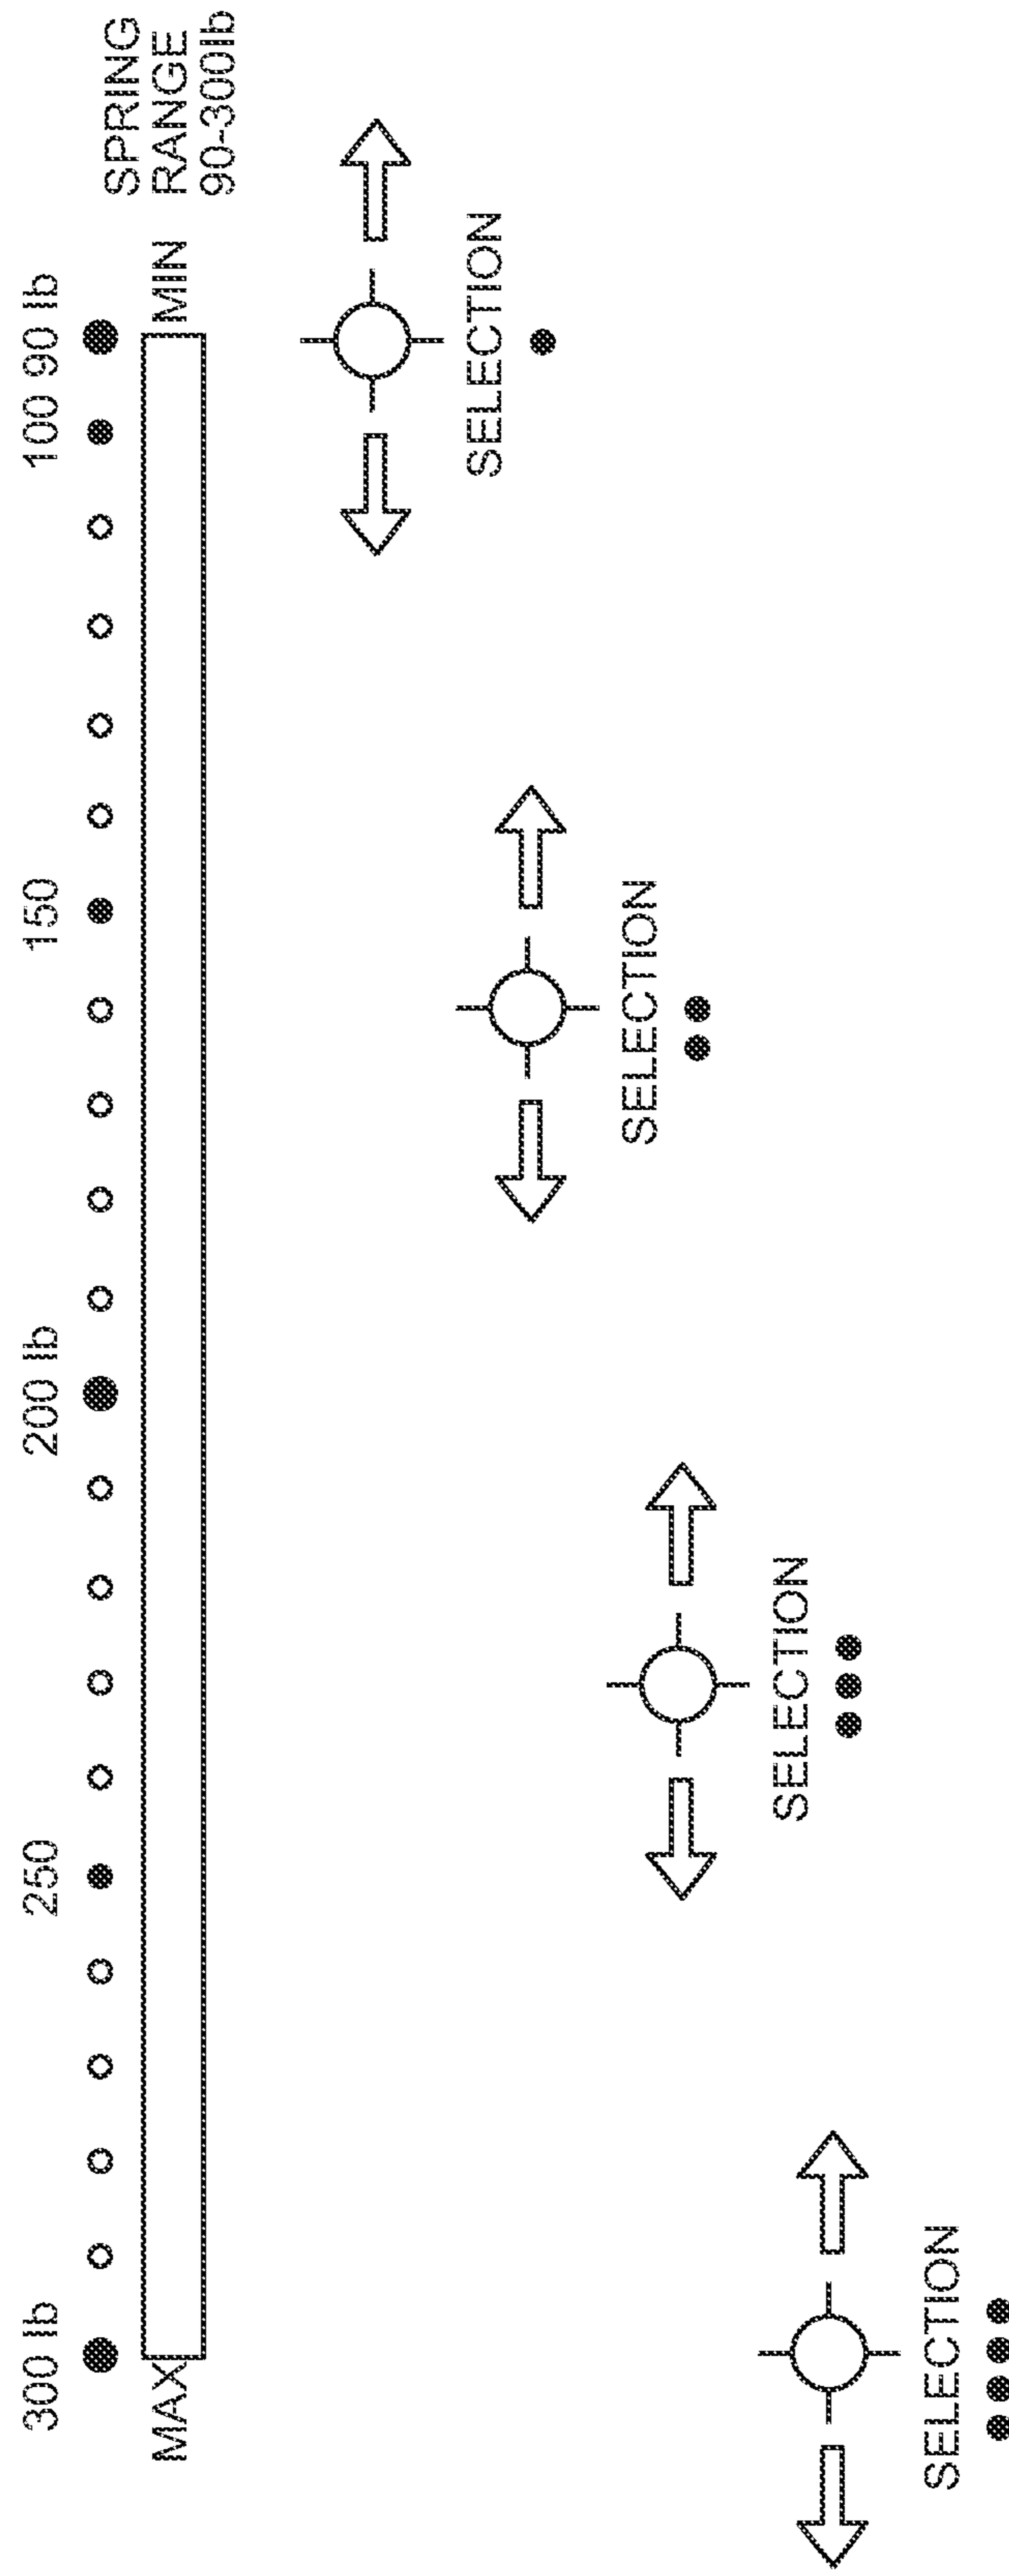 300 lb
250
200 lb
150
100 90 lb
MAX
MIN
SPRING
RANGE
90-300lb
SELECTION
SELECTION
SELECTION
SELECTION